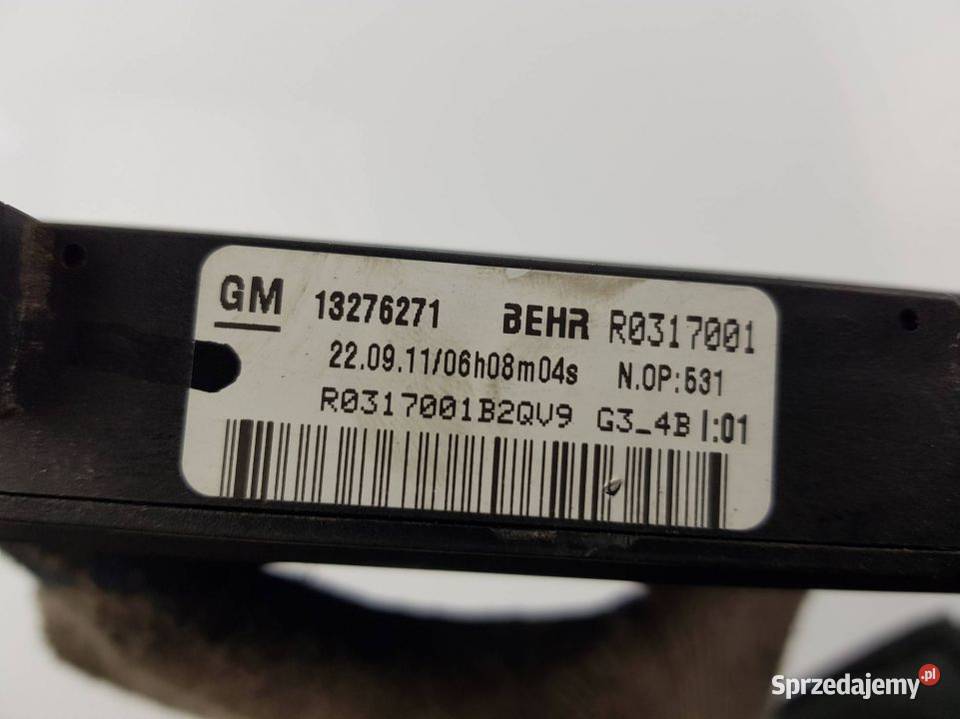 GM 13276271 BEHR R0317001
22.09.11/06h08m04s N.OP:531
R0317001B2QV9 G3_4B I:01
Sprzedajemy.pl